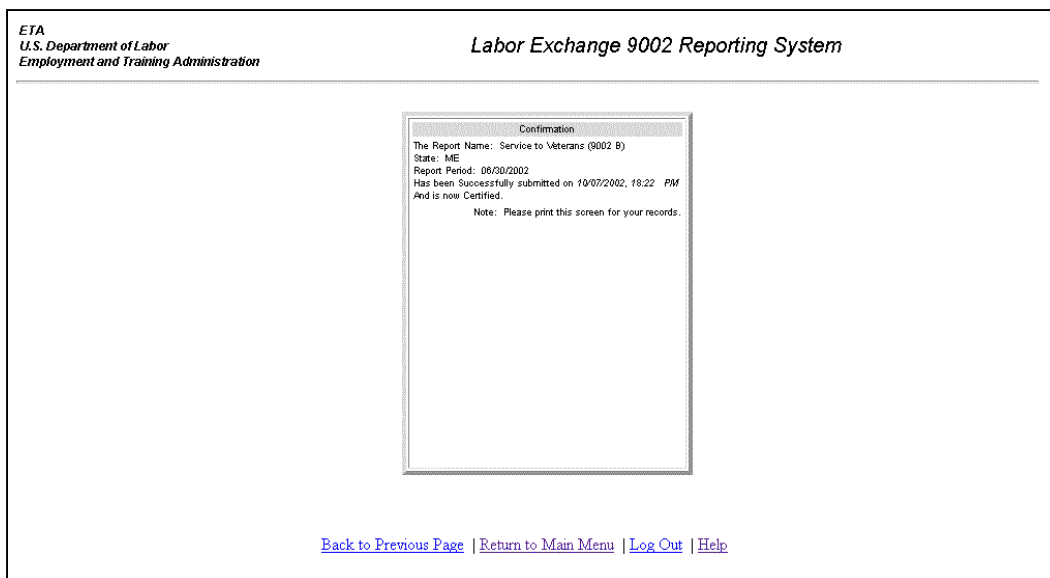 ETA
U.S. Department of Labor
Employment and Training Administration
Labor Exchange 9002 Reporting System
Confirmation
The Report Name: Service to Veterans (9002 B)
State: ME
Report Period: 06/30/2002
Has been Successfully submitted on 10/07/2002, 18:22 PM
And is now Certified.
Note: Please print this screen for your records.
Back to Previous Page | Return to Main Menu | Log Out | Help